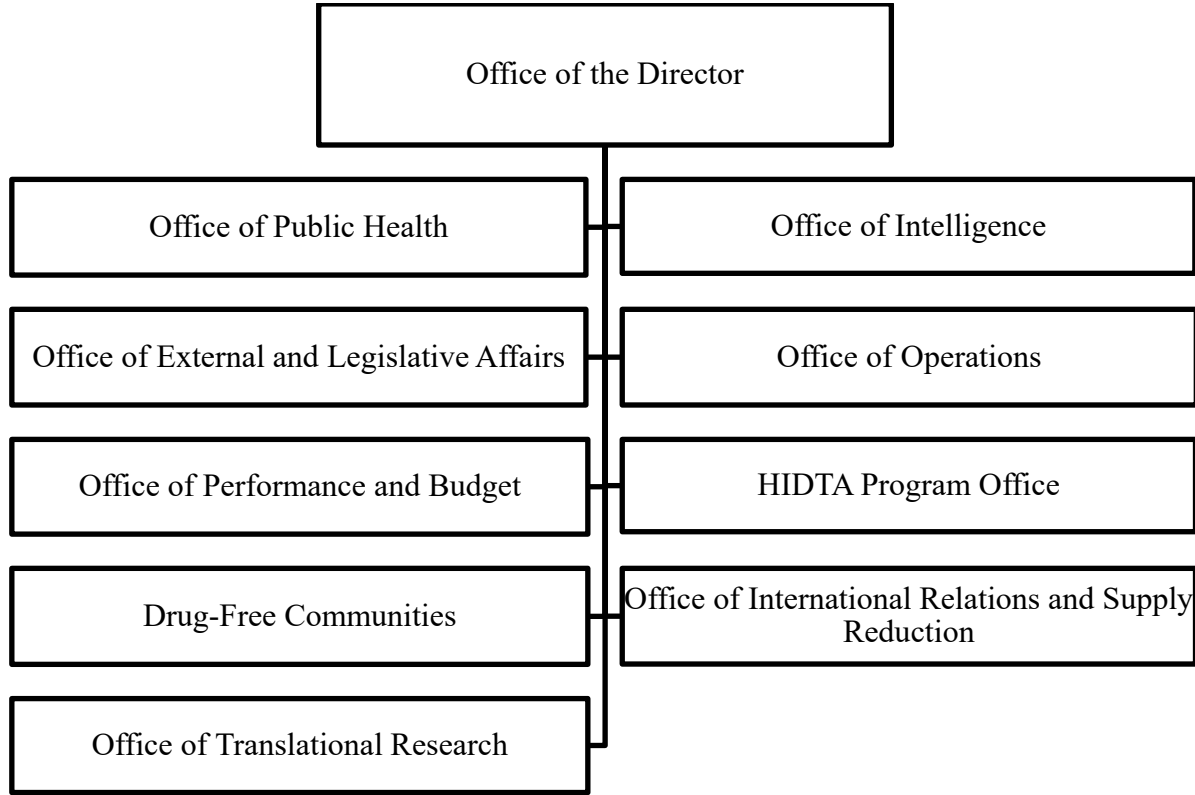 Office of the Director
Office of Public Health
Office of Intelligence
Office of External and Legislative Affairs
Office of Operations
Office of Performance and Budget
HIDTA Program Office
Drug-Free Communities
Office of International Relations and Supply
Reduction
Office of Translational Research